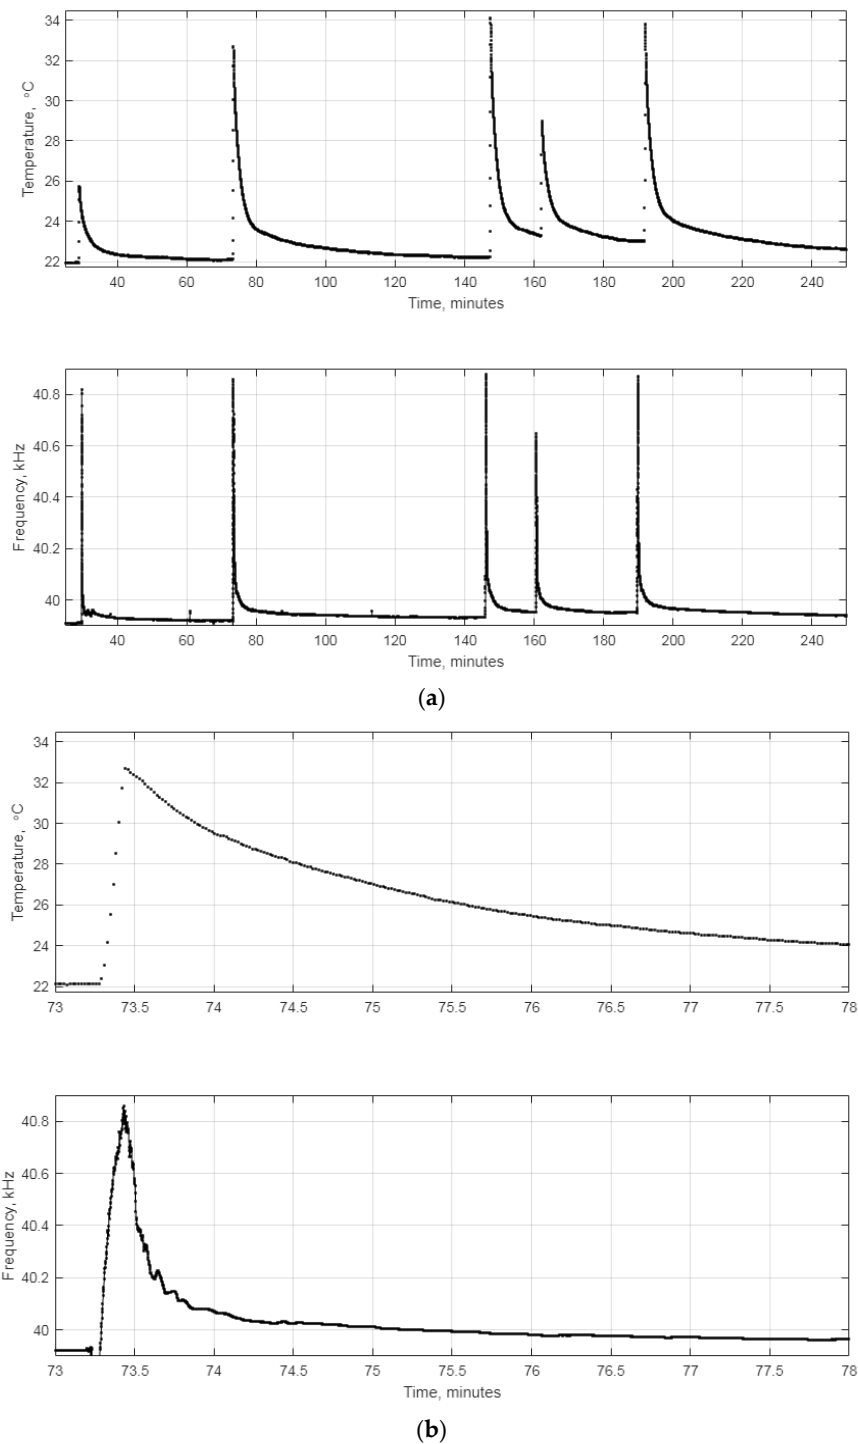 34
32
30
28
26
24
22
Temperature, °C
40 60 80 100 120 140 160 180 200 220 240
Time, minutes
40.8
40.6
40.4
40.2
40
Frequency, kHz
40 60 80 100 120 140 160 180 200 220 240
Time, minutes
(a)
34
32
30
28
26
24
22
Temperature, °C
73 73.5 74 74.5 75 75.5 76 76.5 77 77.5 78
40.8
40.6
40.4
40.2
40
Frequency, kHz
73 73.5 74 74.5 75 75.5 76 76.5 77 77.5 78
Time, minutes
(b)